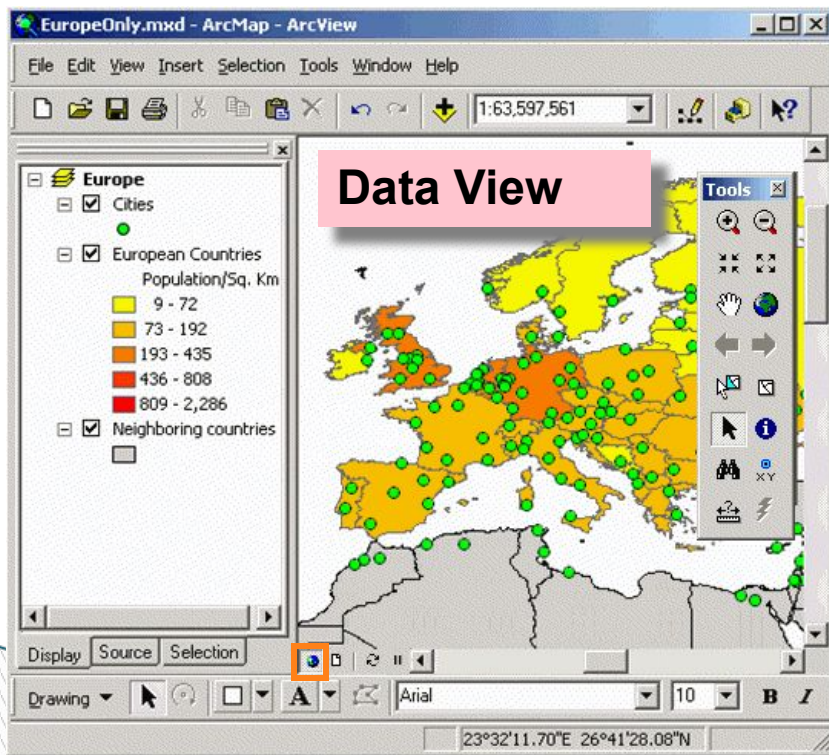 EuropeOnly.mxd - ArcMap - ArcView
File Edit View Insert Selection Tools Window Help
1:63,597,561
Europe
Cities
European Countries
Population/Sq. Km
9 - 72
73 - 192
193 - 435
436 - 808
809 - 2,286
Neighboring countries
Data View
Tools
XY
Display Source Selection
Drawing A Arial 10 B I
23°32'11.70"E 26°41'28.08"N